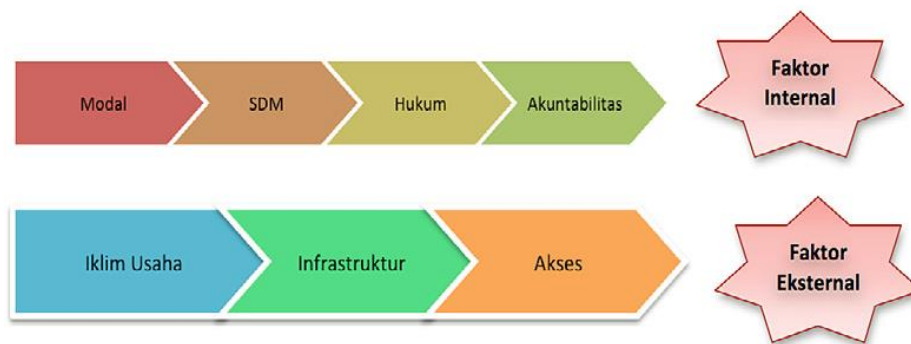 Modal
SDM
Hukum
Akuntabilitas
Faktor
Internal
Iklim Usaha
Infrastruktur
Akses
Faktor
Eksternal